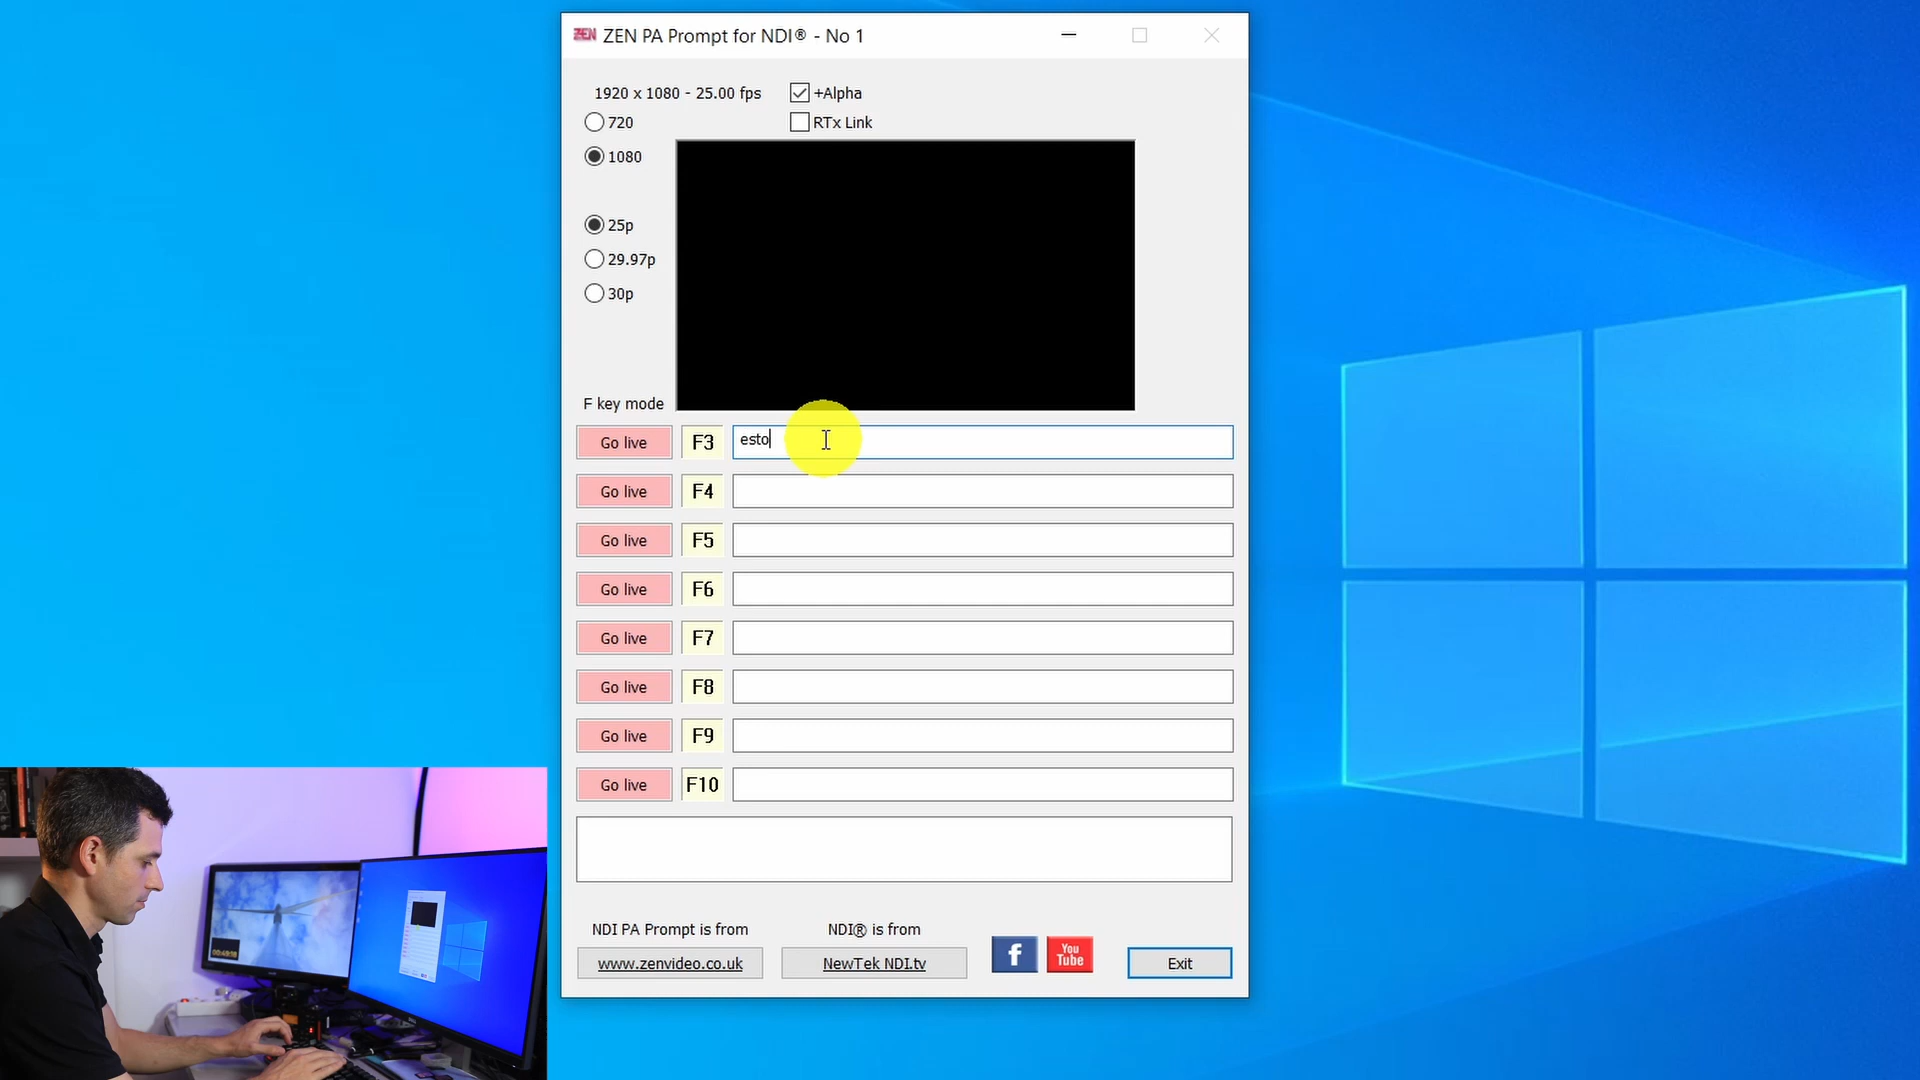 ZEN ZEN PA Prompt for NDI® - No 1
1920 x 1080 - 25.00 fps
+Alpha
720
RTx Link
1080
25p
29.97p
30p
F key mode
Go live F3 esto
Go live F4
Go live F5
Go live F6
Go live F7
Go live F8
Go live F9
Go live F10
NDI PA Prompt is from
NDI® is from
www.zenvideo.co.uk
NewTek NDI.tv
f
You
Tube
Exit